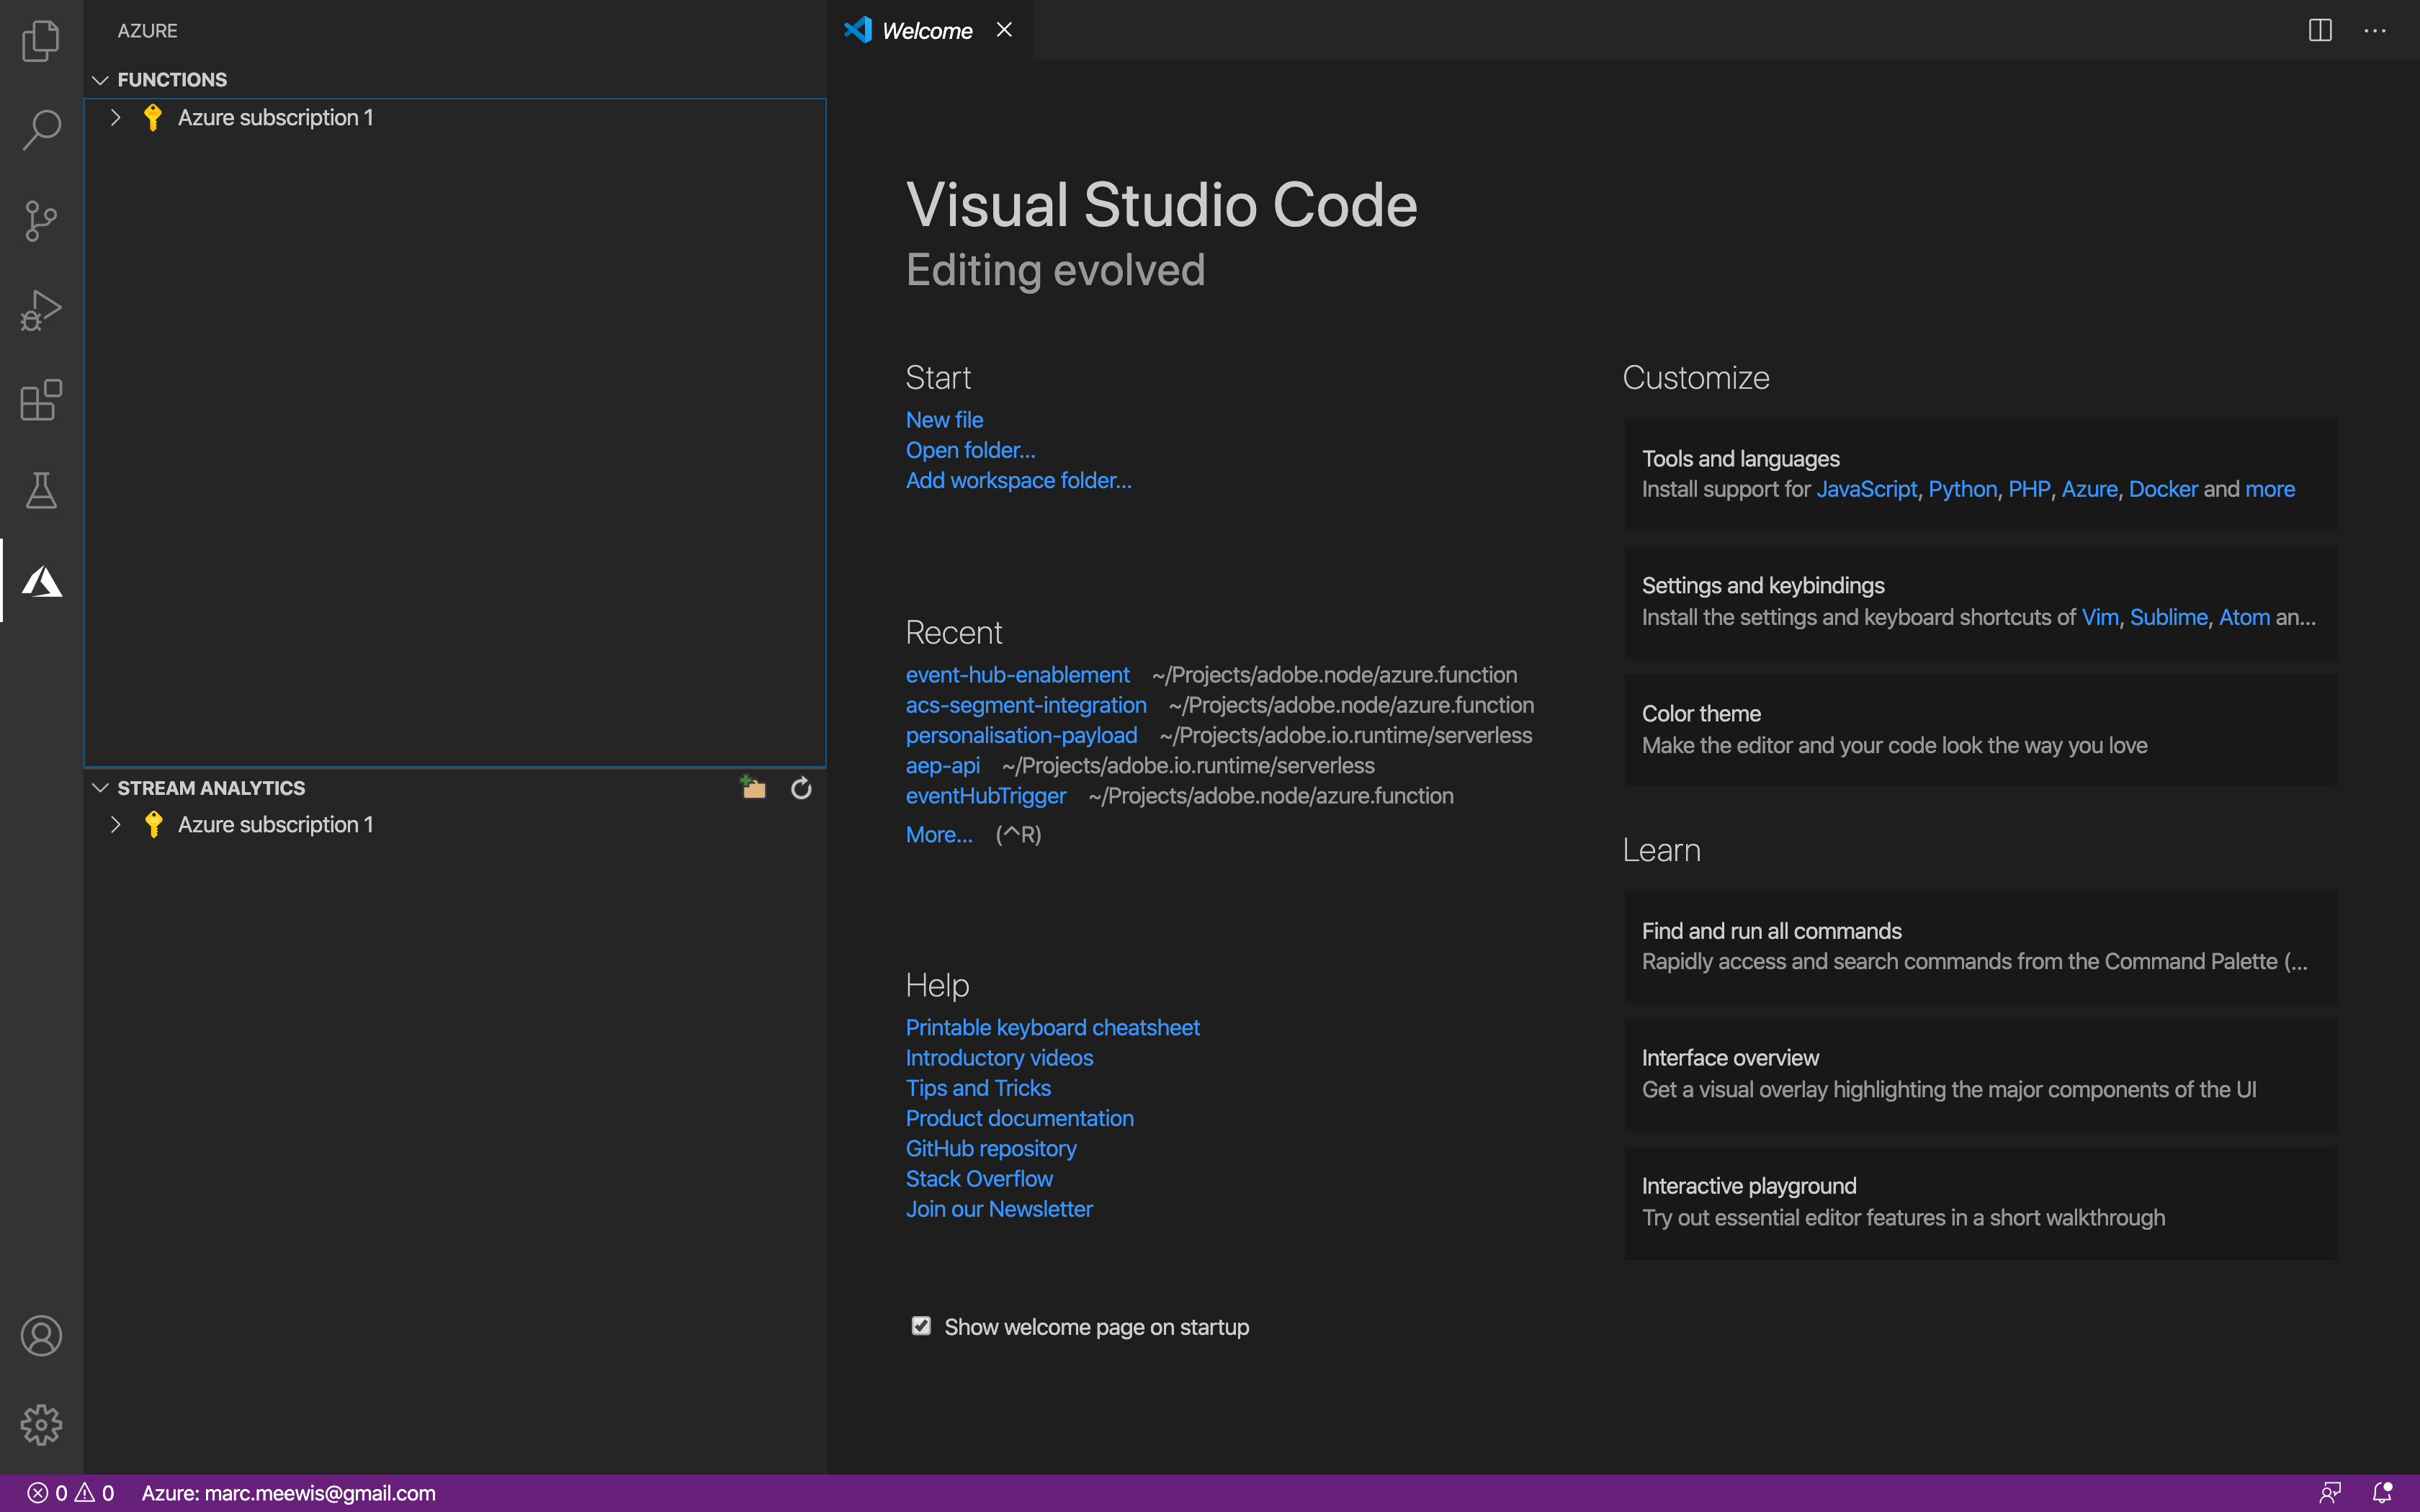 AZURE
FUNCTIONS
Azure subscription 1
STREAM ANALYTICS
Azure subscription 1
Welcome
Visual Studio Code
Editing evolved
Start
New file
Open folder...
Add workspace folder...
Recent
event-hub-enablement ~/Projects/adobe.node/azure.function
acs-segment-integration ~/Projects/adobe.node/azure.function
personalisation-payload ~/Projects/adobe.io.runtime/serverless
aep-api ~/Projects/adobe.io.runtime/serverless
eventHubTrigger ~/Projects/adobe.node/azure.function
More... (^R)
Help
Printable keyboard cheatsheet
Introductory videos
Tips and Tricks
Product documentation
GitHub repository
Stack Overflow
Join our Newsletter
Show welcome page on startup
Customize
Tools and languages
Install support for JavaScript, Python, PHP, Azure, Docker and more
Settings and keybindings
Install the settings and keyboard shortcuts of Vim, Sublime, Atom an...
Color theme
Make the editor and your code look the way you love
Learn
Find and run all commands
Rapidly access and search commands from the Command Palette (...
Interface overview
Get a visual overlay highlighting the major components of the UI
Interactive playground
Try out essential editor features in a short walkthrough
0 0 Azure: marc.meewis@gmail.com